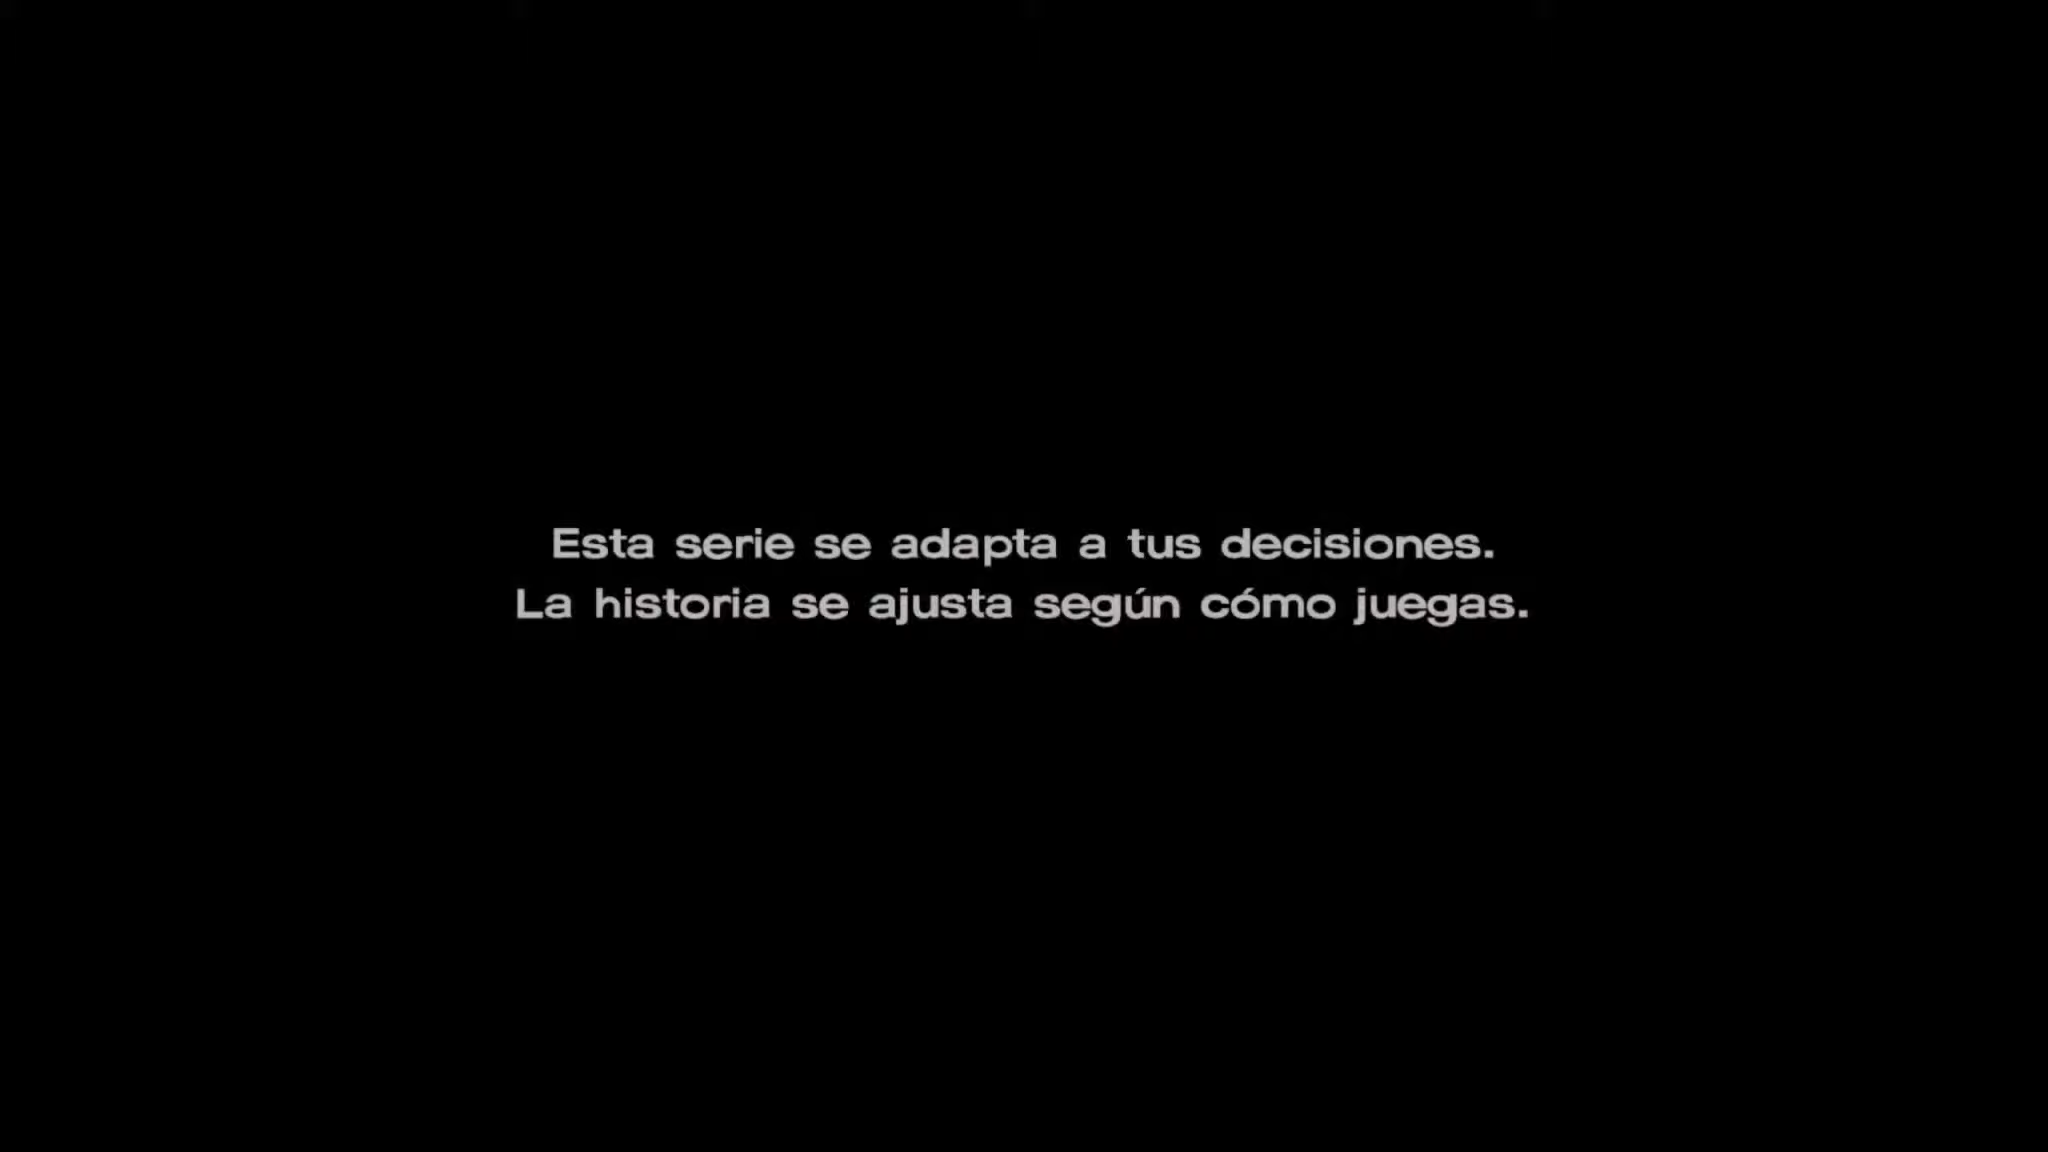 Esta serie se adapta a tus decisiones.
La historia se ajusta según cómo juegas.